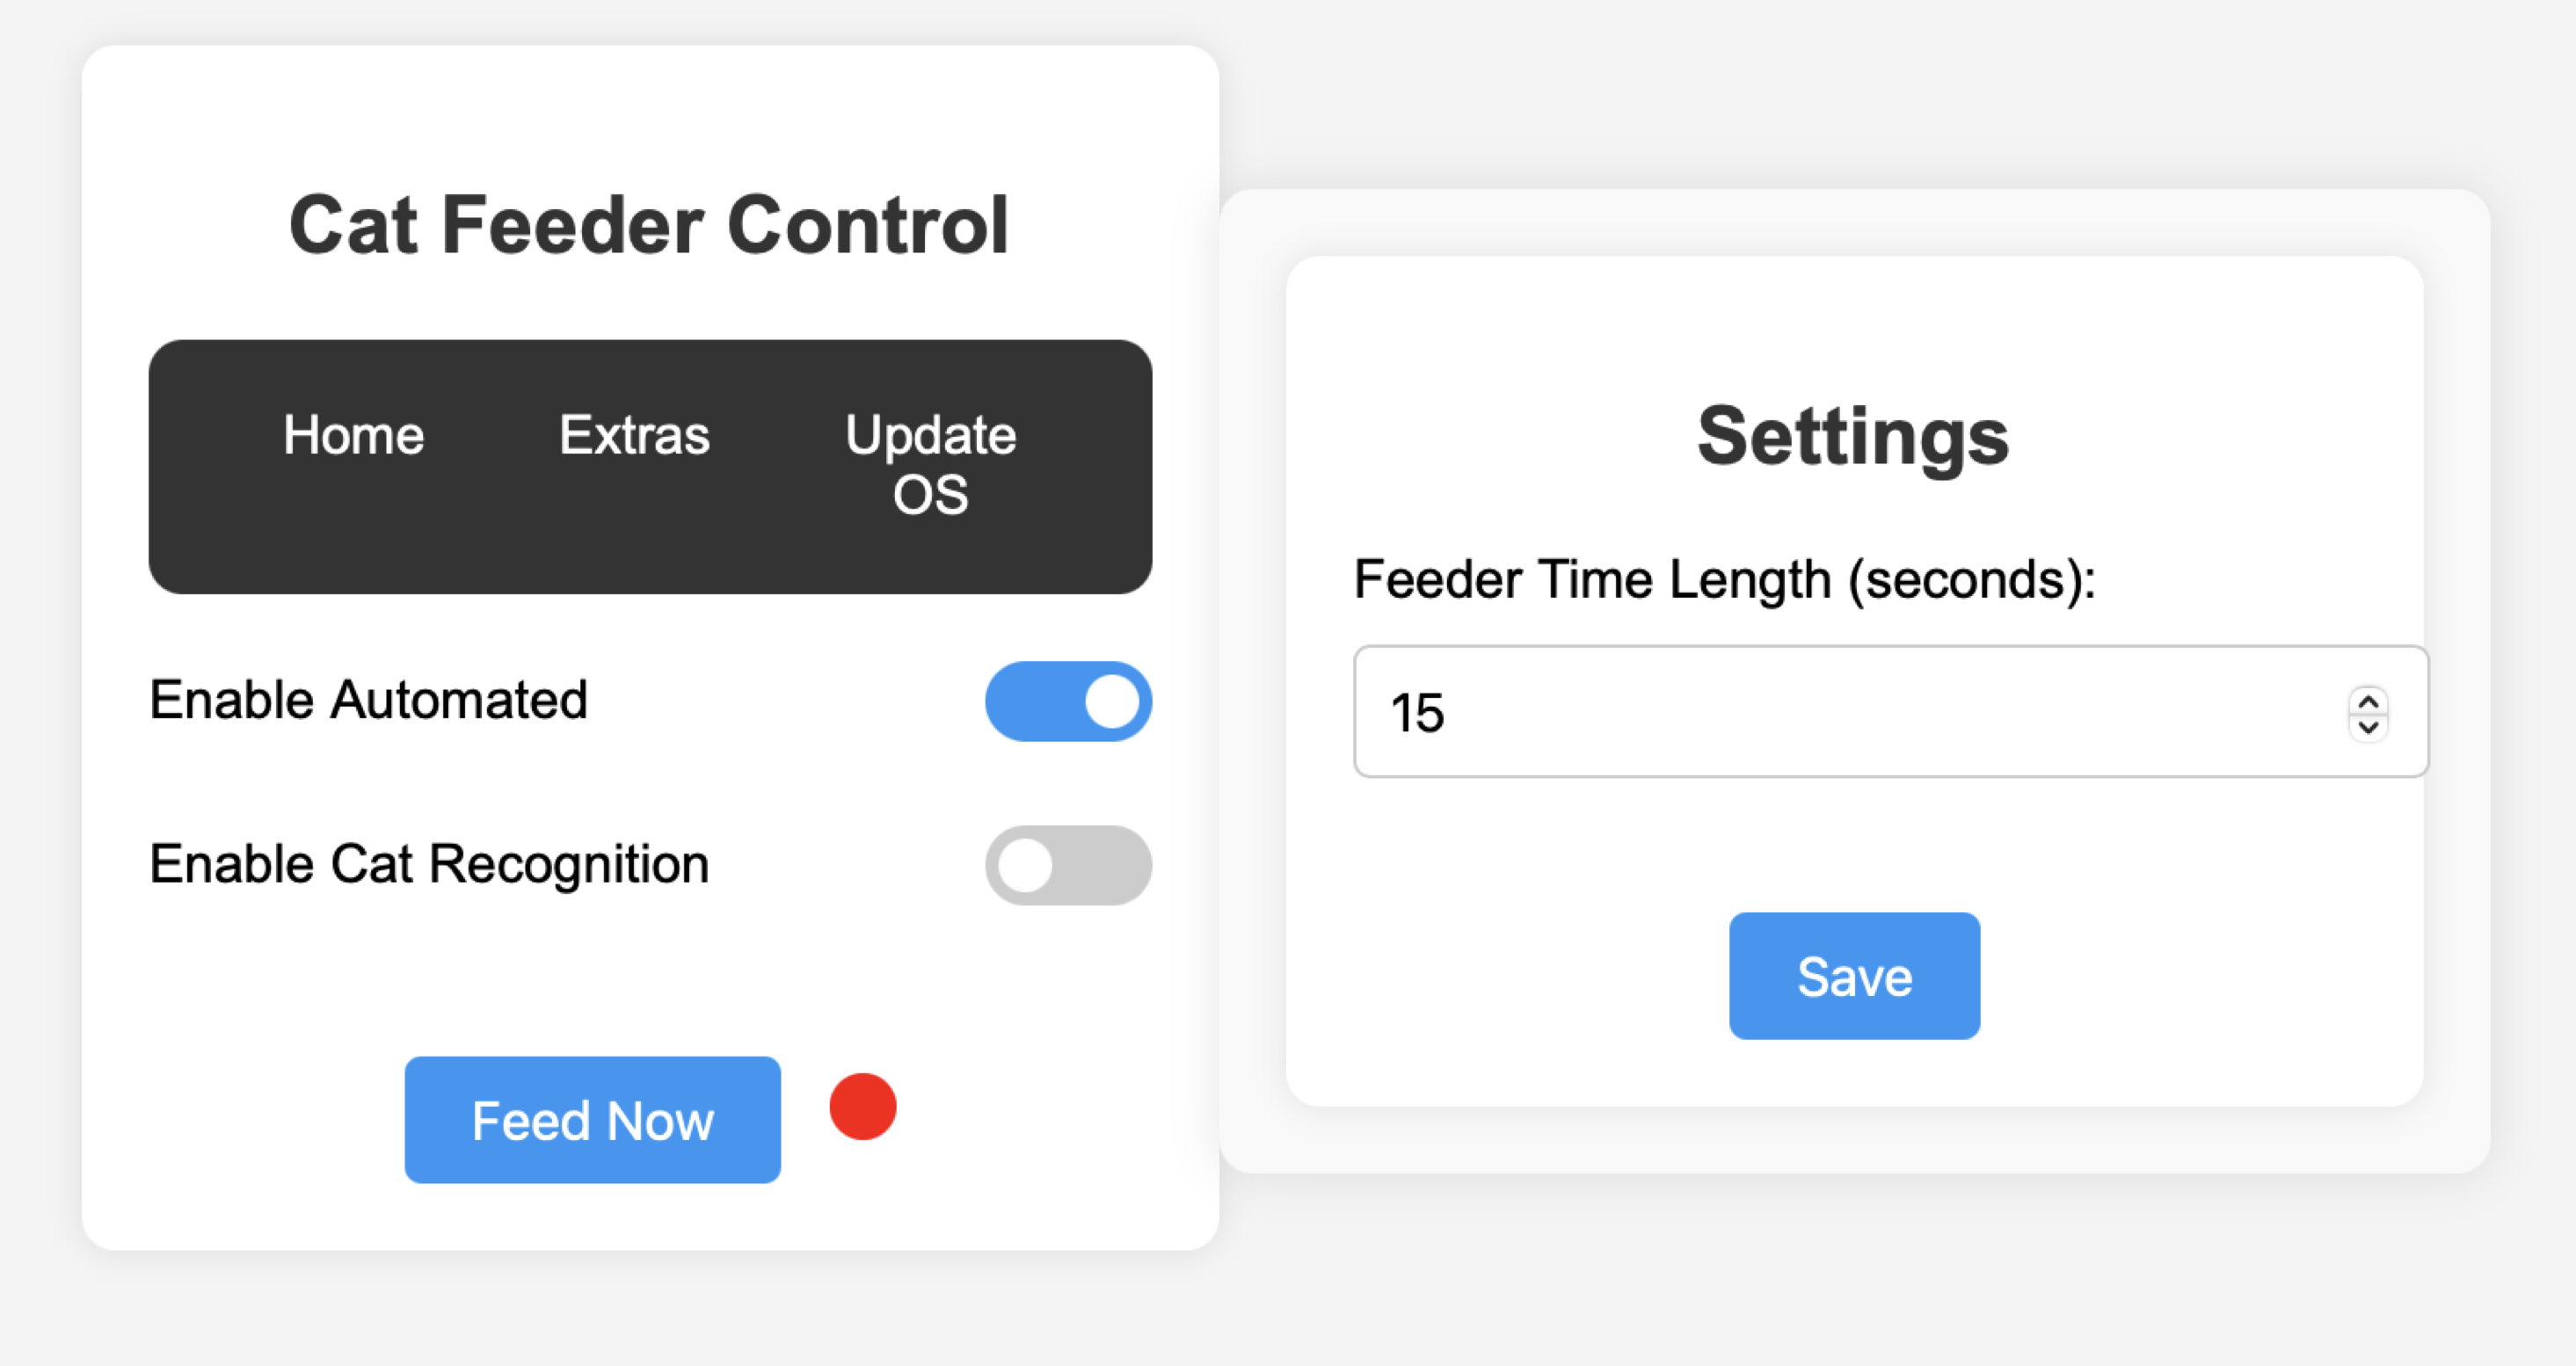 Cat Feeder Control
Home Extras Update
OS
Enable Automated
Enable Cat Recognition
Feed Now
Settings
Feeder Time Length (seconds):
15
Save